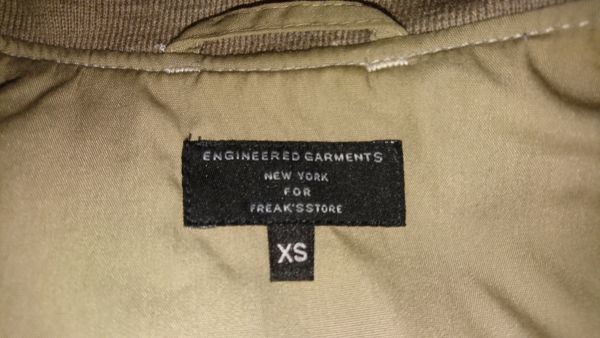 ENGINEERED GARMENTS
NEW YORK
FOR
FREAK'SSTORE
XS